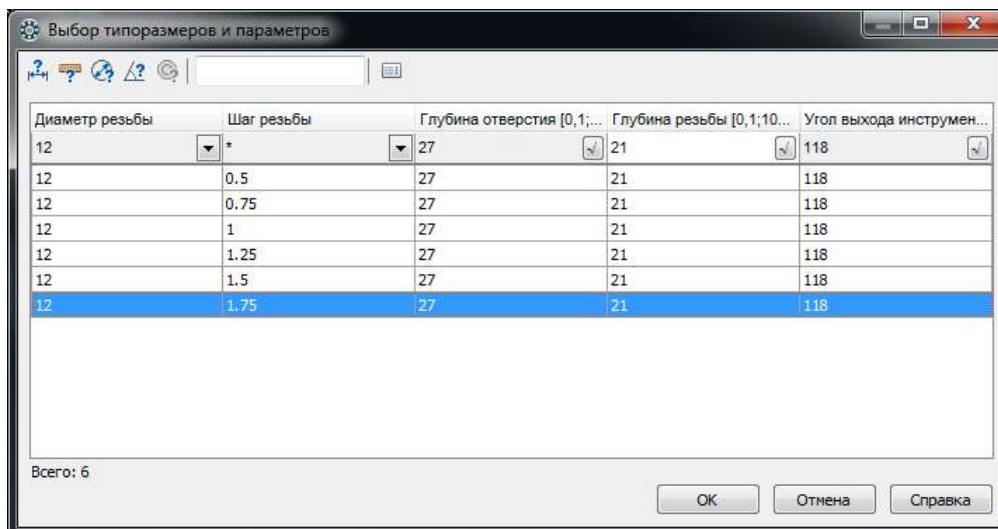 Выбор типоразмеров и параметров
Диаметр резьбы Шаг резьбы Глубина отверстия [0,1;... Глубина резьбы [0,1;10... Угол выхода инструмен...
12 * 27 21 118
12 0.5 27 21 118
12 0.75 27 21 118
12 1 27 21 118
12 1.25 27 21 118
12 1.5 27 21 118
12 1.75 27 21 118
Всего: 6
OK Отмена Справка